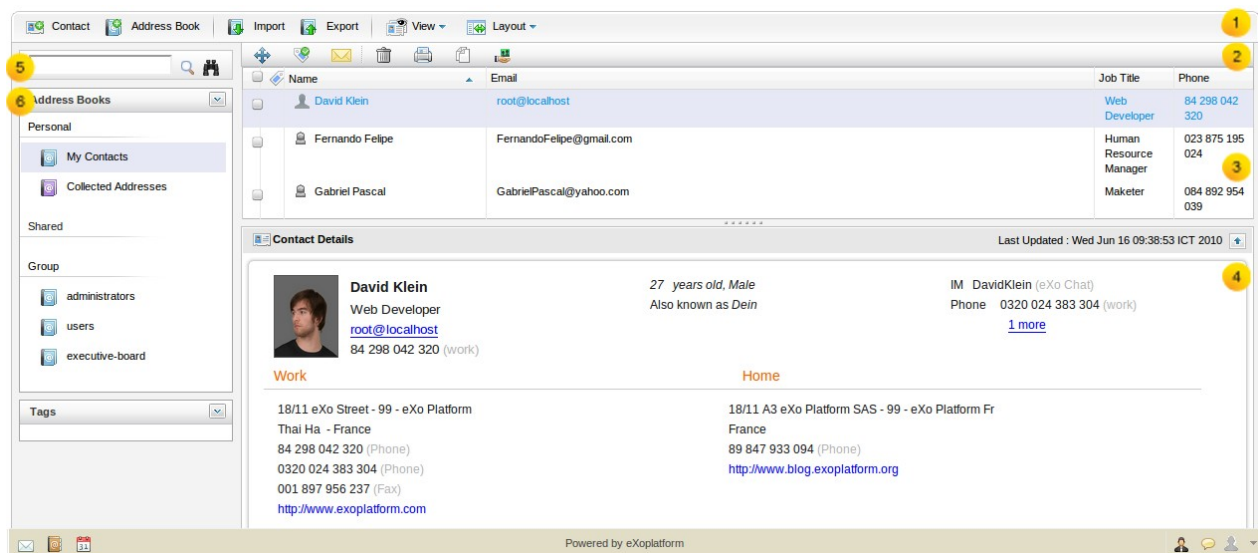 Contact Address Book Import Export View Layout 1
2
5
Name Email Job Title Phone
6 Address Books
David Klein root@localhost Web Developer 84 298 042 320
Personal
Fernando Felipe FernandoFelipe@gmail.com Human Resource Manager 023 875 195 024
My Contacts
3
Collected Addresses
Gabriel Pascal GabrielPascal@yahoo.com Maketer 084 892 954 039
Shared
Contact Details Last Updated : Wed Jun 16 09:38:53 ICT 2010
Group
administrators
users
executive-board
Tags
4
David Klein
Web Developer
root@localhost
84 298 042 320 (work)
27 years old, Male
Also known as Dein
IM DavidKlein (eXo Chat)
Phone 0320 024 383 304 (work)
1 more
Work
18/11 eXo Street - 99 - eXo Platform
Thai Ha - France
84 298 042 320 (Phone)
0320 024 383 304 (Phone)
001 897 956 237 (Fax)
http://www.exoplatform.com
Home
18/11 A3 eXo Platform SAS - 99 - eXo Platform Fr
France
89 847 933 094 (Phone)
http://www.blog.exoplatform.org
31
Powered by eXoplatform